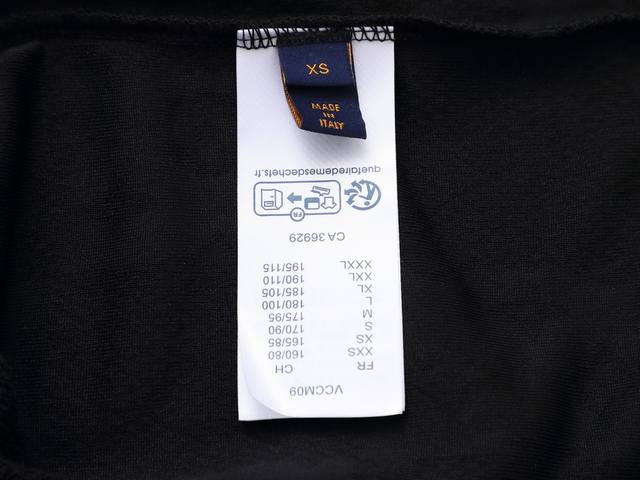 XS
MADE
IN
ITALY
VCCM09
FR CH
XXS 160/80
XS 165/85
S 170/90
M 175/95
L 180/100
XL 185/105
XXL 190/110
XXXL 195/115
CA 36929
FR
quefairedemesdechets.fr